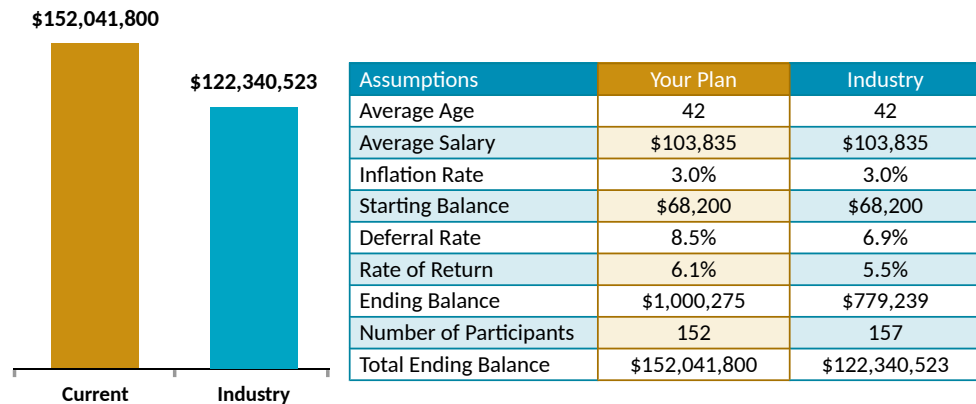 $152,041,800
$122,340,523
Current
Industry
Assumptions Your Plan Industry
Average Age 42 42
Average Salary $103,835 $103,835
Inflation Rate 3.0% 3.0%
Starting Balance $68,200 $68,200
Deferral Rate 8.5% 6.9%
Rate of Return 6.1% 5.5%
Ending Balance $1,000,275 $779,239
Number of Participants 152 157
Total Ending Balance $152,041,800 $122,340,523